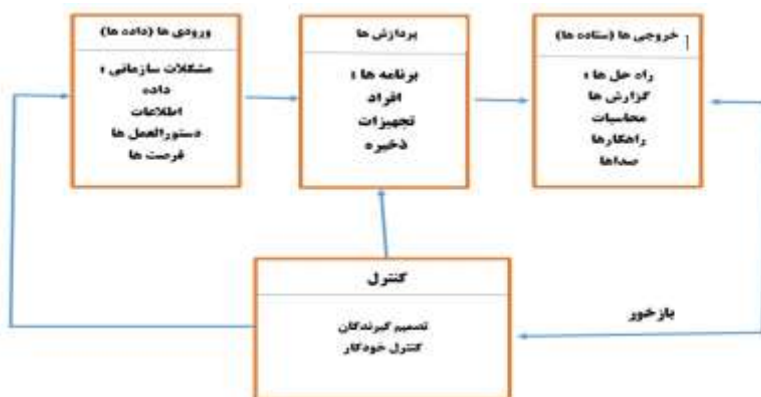 ورودی ها (داده ها)
مشکلات سازمانی :
داده
اطلاعات
دستورالعمل ها
فرصت ها
پردازش ها
برنامه ها :
افراد
تجهیزات
ذخیره
خروجی ها (ستاده ها)
راه حل ها :
گزارش ها
محاسبات
راهکارها
صداها
کنترل
تصمیم گیرندگان
کنترل خودکار
بازخور